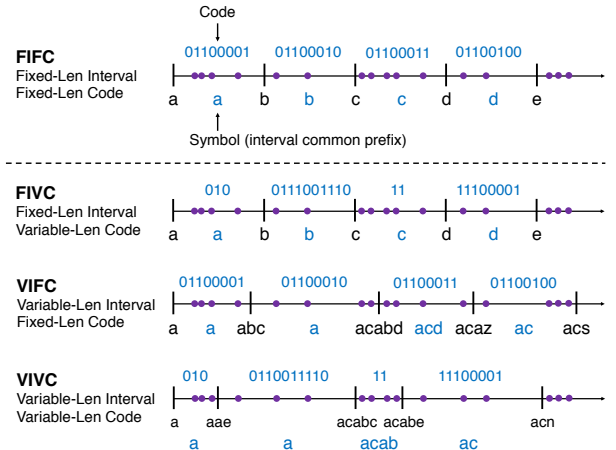 Code
01100001 01100010 01100011 01100100
FIFC
Fixed-Len Interval
Fixed-Len Code
a a b b c c d d e
Symbol (interval common prefix)
010 0111001110 11 11100001
FIVC
Fixed-Len Interval
Variable-Len Code
a a b b c c d d e
01100001 01100010 01100011 01100100
VIFC
Variable-Len Interval
Fixed-Len Code
a a abc a acabd acd acaz ac acs
010 0110011110 11 11100001
VIVC
Variable-Len Interval
Variable-Len Code
a aae acabc acabe acn
a a acab ac